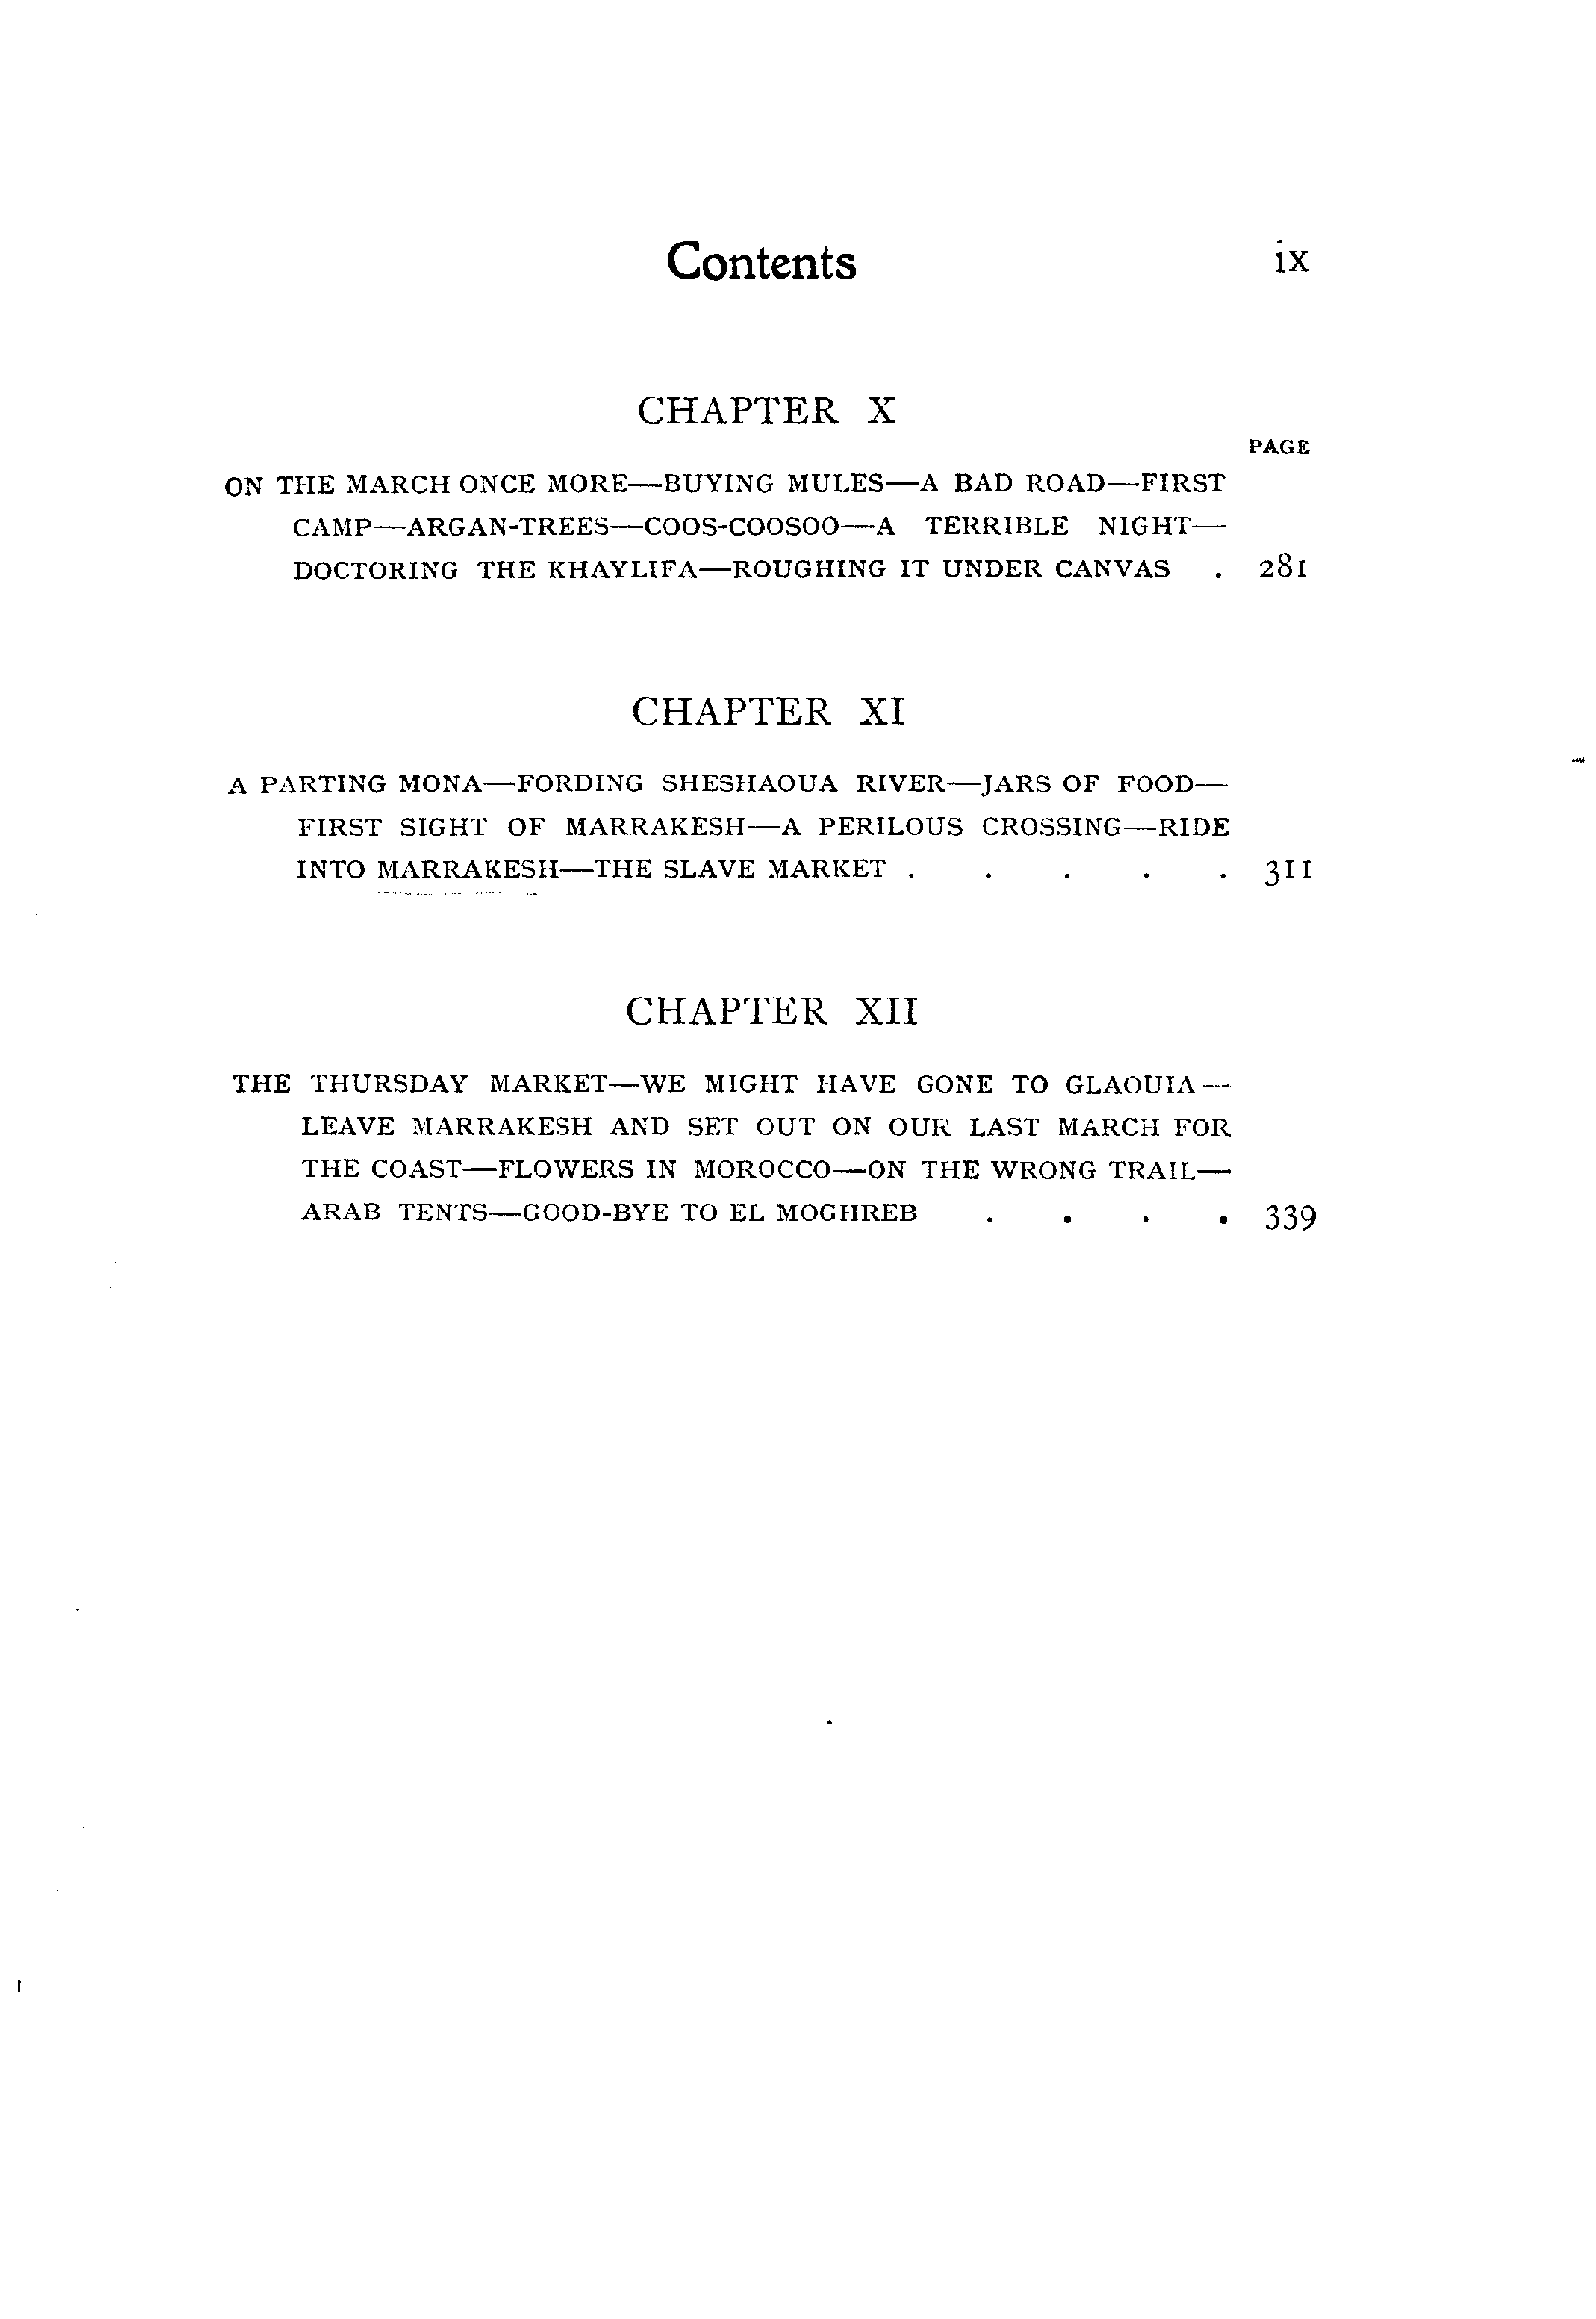 Contents ix
CHAPTER X
PAGE
ON THE MARCH ONCE MORE—BUYING MULES—A BAD ROAD—FIRST
CAMP—ARGAN-TREES—COOS-COOSOO—A TERRIBLE NIGHT—
DOCTORING THE KHAYLIFA—ROUGHING IT UNDER CANVAS . 281
CHAPTER XI
A PARTING MONA—FORDING SHESHAOUA RIVER—JARS OF FOOD—
FIRST SIGHT OF MARRAKESH—A PERILOUS CROSSING—RIDE
INTO MARRAKESH—THE SLAVE MARKET . . . . . 311
CHAPTER XII
THE THURSDAY MARKET—WE MIGHT HAVE GONE TO GLAOUIA—
LEAVE MARRAKESH AND SET OUT ON OUR LAST MARCH FOR
THE COAST—FLOWERS IN MOROCCO—ON THE WRONG TRAIL—
ARAB TENTS—GOOD-BYE TO EL MOGHREB . . . . 339